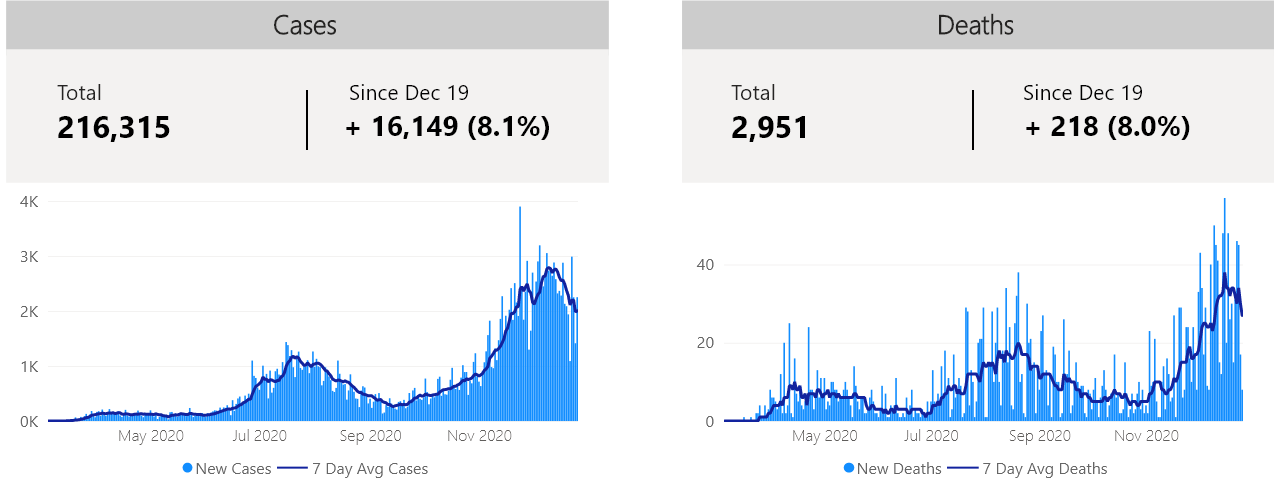 Cases
Total
216,315
Since Dec 19
+ 16,149 (8.1%)
4K
3K
2K
1K
0K
May 2020 Jul 2020 Sep 2020 Nov 2020
New Cases 7 Day Avg Cases
Deaths
Total
2,951
Since Dec 19
+ 218 (8.0%)
40
20
0
May 2020 Jul 2020 Sep 2020 Nov 2020
New Deaths 7 Day Avg Deaths